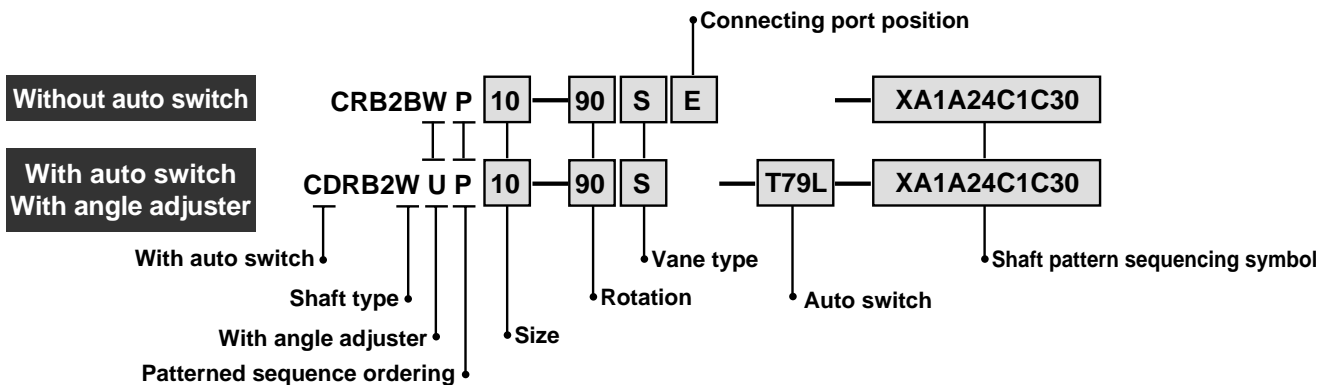 Connecting port position
Without auto switch
CRB2BW P 10 — 90 S E — XA1A24C1C30
With auto switch
With angle adjuster
CDRB2W U P 10 — 90 S — T79L — XA1A24C1C30
With auto switch
Vane type
Shaft pattern sequencing symbol
Shaft type
Rotation
Auto switch
With angle adjuster
Size
Patterned sequence ordering